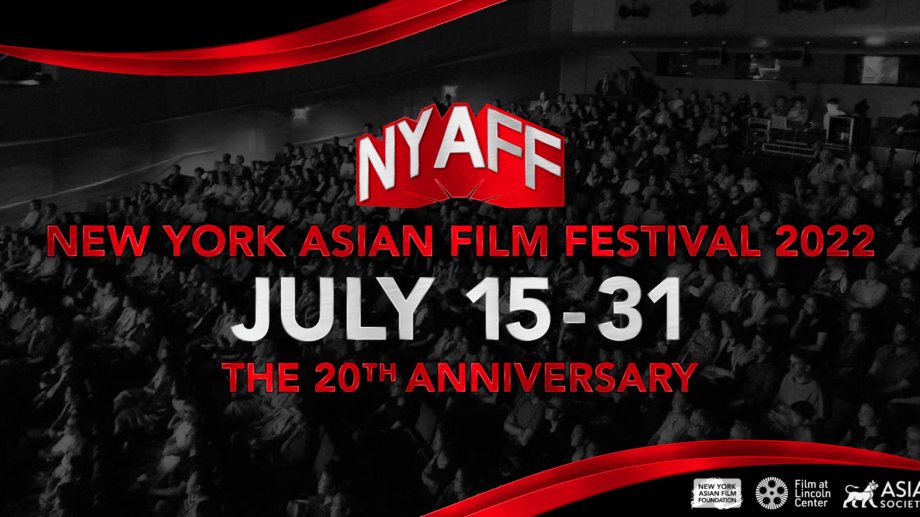 NYAFF
NEW YORK ASIAN FILM FESTIVAL 2022
JULY 15-31
THE 20TH ANNIVERSARY
NEW YORK
ASIAN FILM
FOUNDATION
Film at
Lincoln
Center
ASIA
SOCIETY